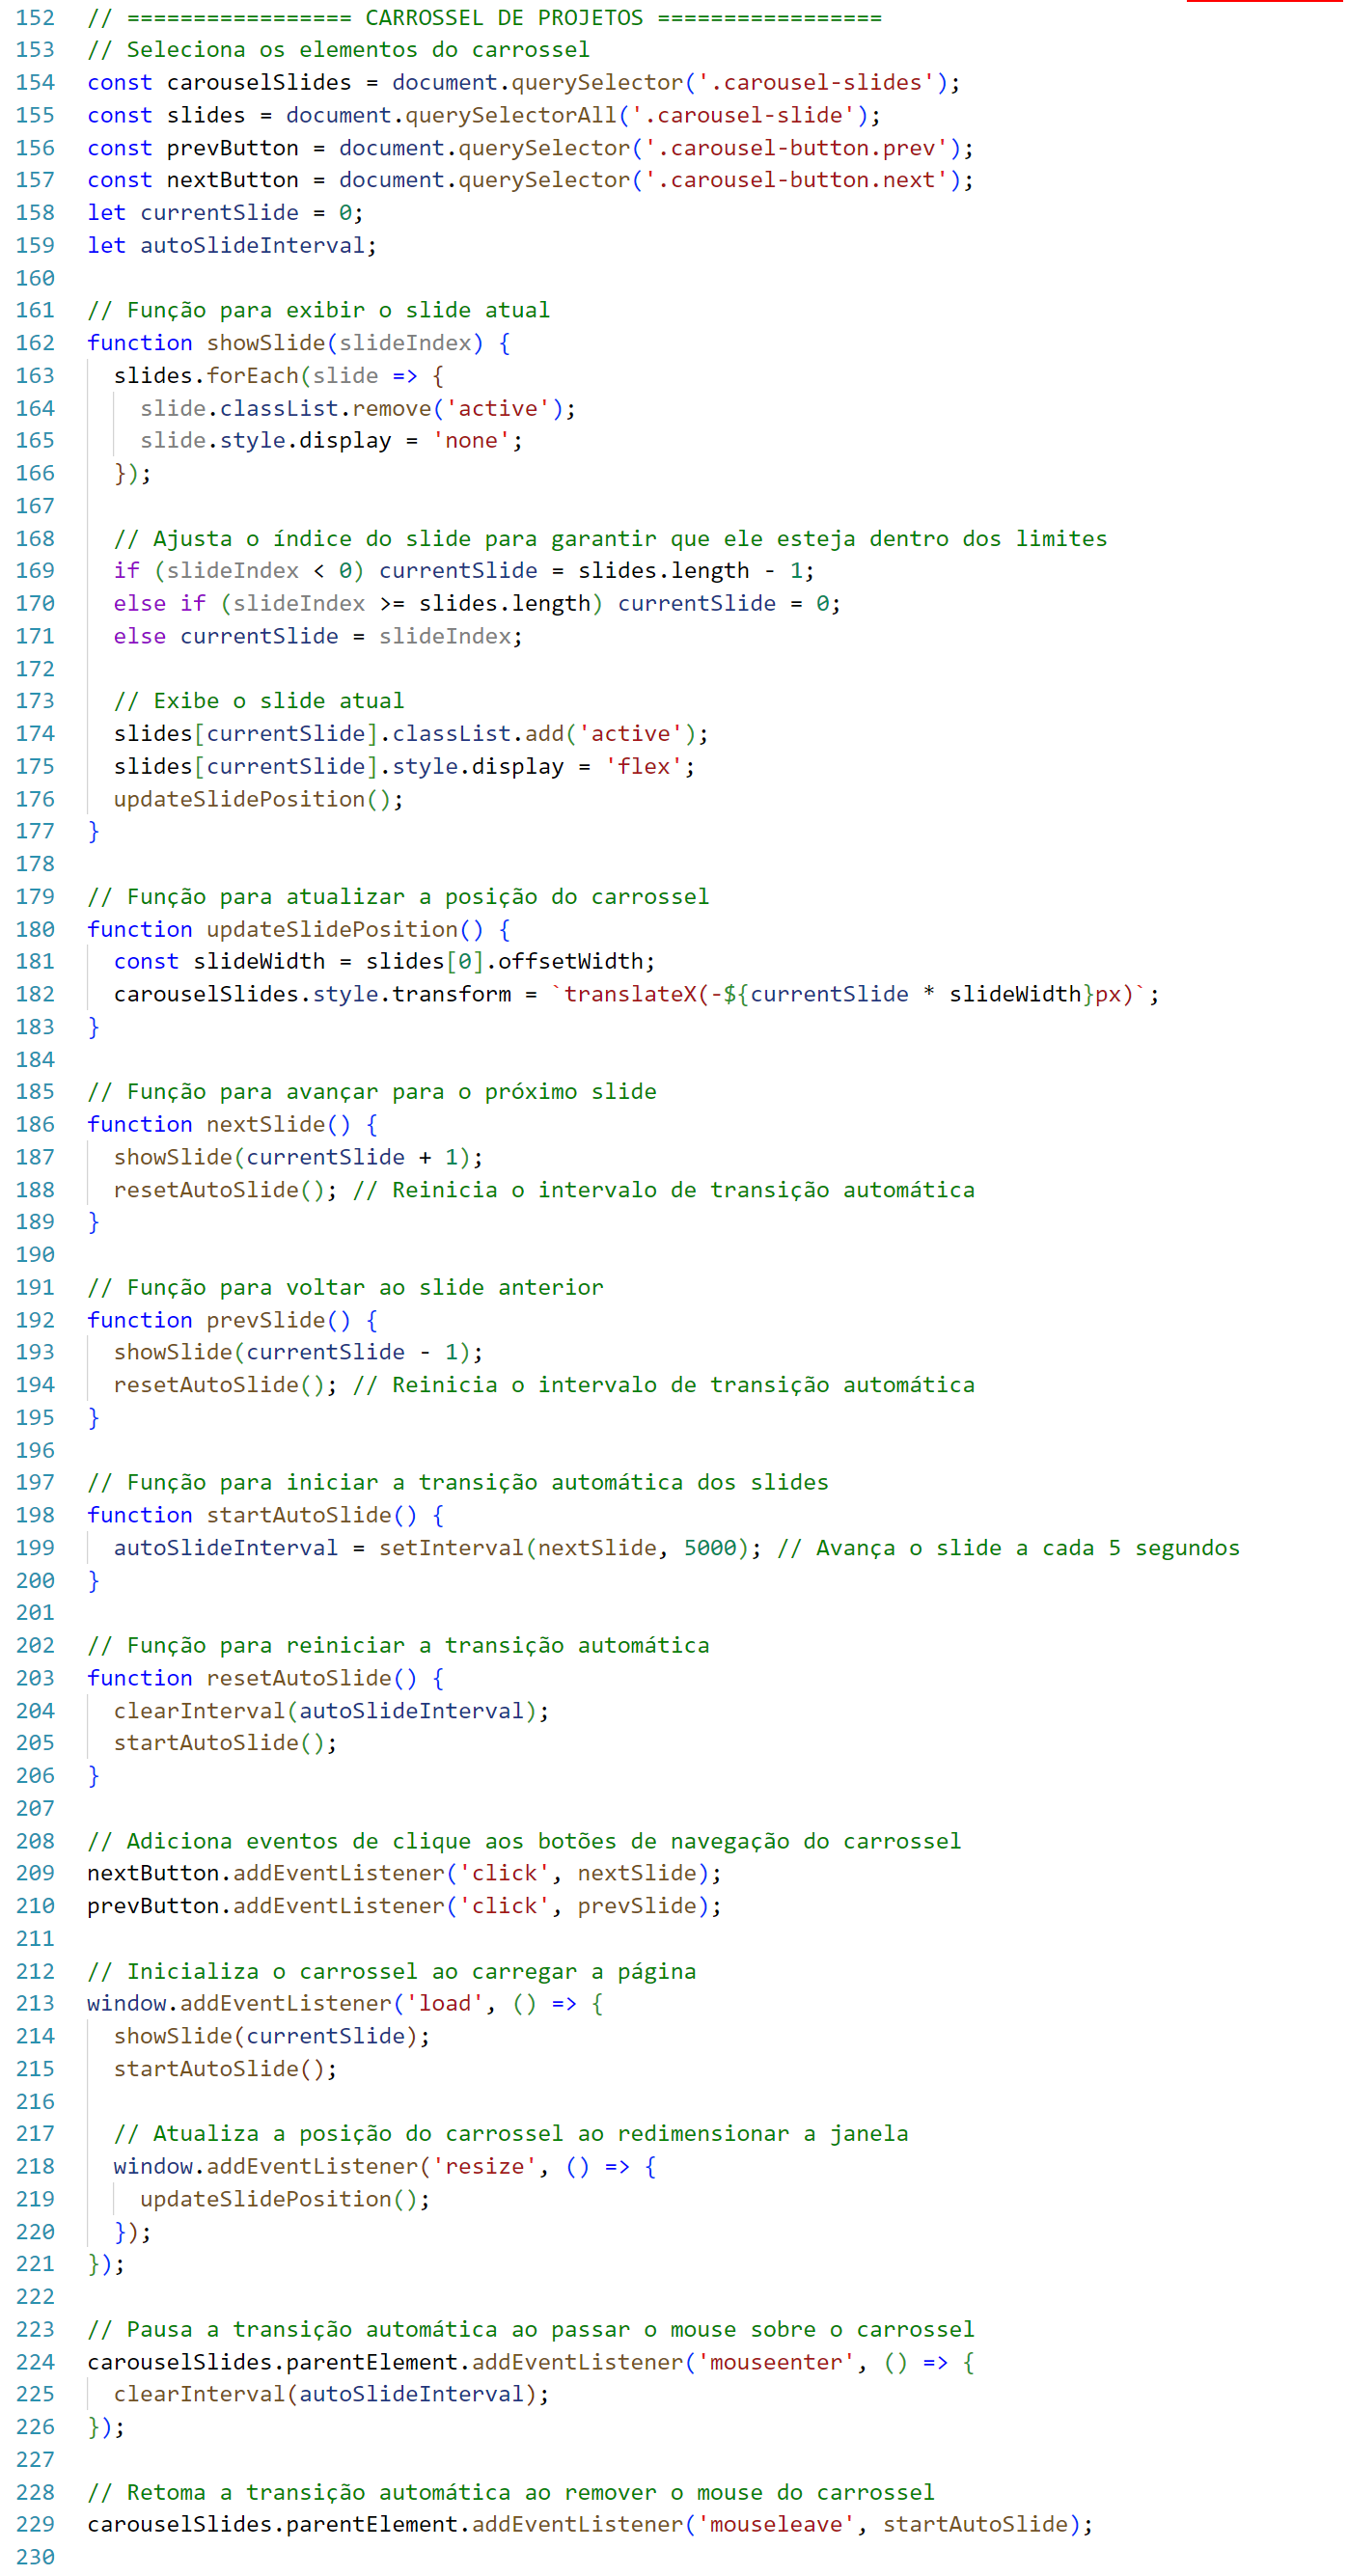 152 // ================= CARROSSEL DE PROJETOS =================
153 // Seleciona os elementos do carrossel
154 const carouselSlides = document.querySelector('.carousel-slides');
155 const slides = document.querySelectorAll('.carousel-slide');
156 const prevButton = document.querySelector('.carousel-button.prev');
157 const nextButton = document.querySelector('.carousel-button.next');
158 let currentSlide = 0;
159 let autoSlideInterval;
160
161 // Função para exibir o slide atual
162 function showSlide(slideIndex) {
163   slides.forEach(slide => {
164     slide.classList.remove('active');
165     slide.style.display = 'none';
166   });
167
168   // Ajusta o índice do slide para garantir que ele esteja dentro dos limites
169   if (slideIndex < 0) currentSlide = slides.length - 1;
170   else if (slideIndex >= slides.length) currentSlide = 0;
171   else currentSlide = slideIndex;
172
173   // Exibe o slide atual
174   slides[currentSlide].classList.add('active');
175   slides[currentSlide].style.display = 'flex';
176   updateSlidePosition();
177 }
178
179 // Função para atualizar a posição do carrossel
180 function updateSlidePosition() {
181   const slideWidth = slides[0].offsetWidth;
182   carouselSlides.style.transform = `translateX(-${currentSlide * slideWidth}px)`;
183 }
184
185 // Função para avançar para o próximo slide
186 function nextSlide() {
187   showSlide(currentSlide + 1);
188   resetAutoSlide(); // Reinicia o intervalo de transição automática
189 }
190
191 // Função para voltar ao slide anterior
192 function prevSlide() {
193   showSlide(currentSlide - 1);
194   resetAutoSlide(); // Reinicia o intervalo de transição automática
195 }
196
197 // Função para iniciar a transição automática dos slides
198 function startAutoSlide() {
199   autoSlideInterval = setInterval(nextSlide, 5000); // Avança o slide a cada 5 segundos
200 }
201
202 // Função para reiniciar a transição automática
203 function resetAutoSlide() {
204   clearInterval(autoSlideInterval);
205   startAutoSlide();
206 }
207
208 // Adiciona eventos de clique aos botões de navegação do carrossel
209 nextButton.addEventListener('click', nextSlide);
210 prevButton.addEventListener('click', prevSlide);
211
212 // Inicializa o carrossel ao carregar a página
213 window.addEventListener('load', () => {
214   showSlide(currentSlide);
215   startAutoSlide();
216
217   // Atualiza a posição do carrossel ao redimensionar a janela
218   window.addEventListener('resize', () => {
219     updateSlidePosition();
220   });
221 });
222
223 // Pausa a transição automática ao passar o mouse sobre o carrossel
224 carouselSlides.parentElement.addEventListener('mouseenter', () => {
225   clearInterval(autoSlideInterval);
226 });
227
228 // Retoma a transição automática ao remover o mouse do carrossel
229 carouselSlides.parentElement.addEventListener('mouseleave', startAutoSlide);
230